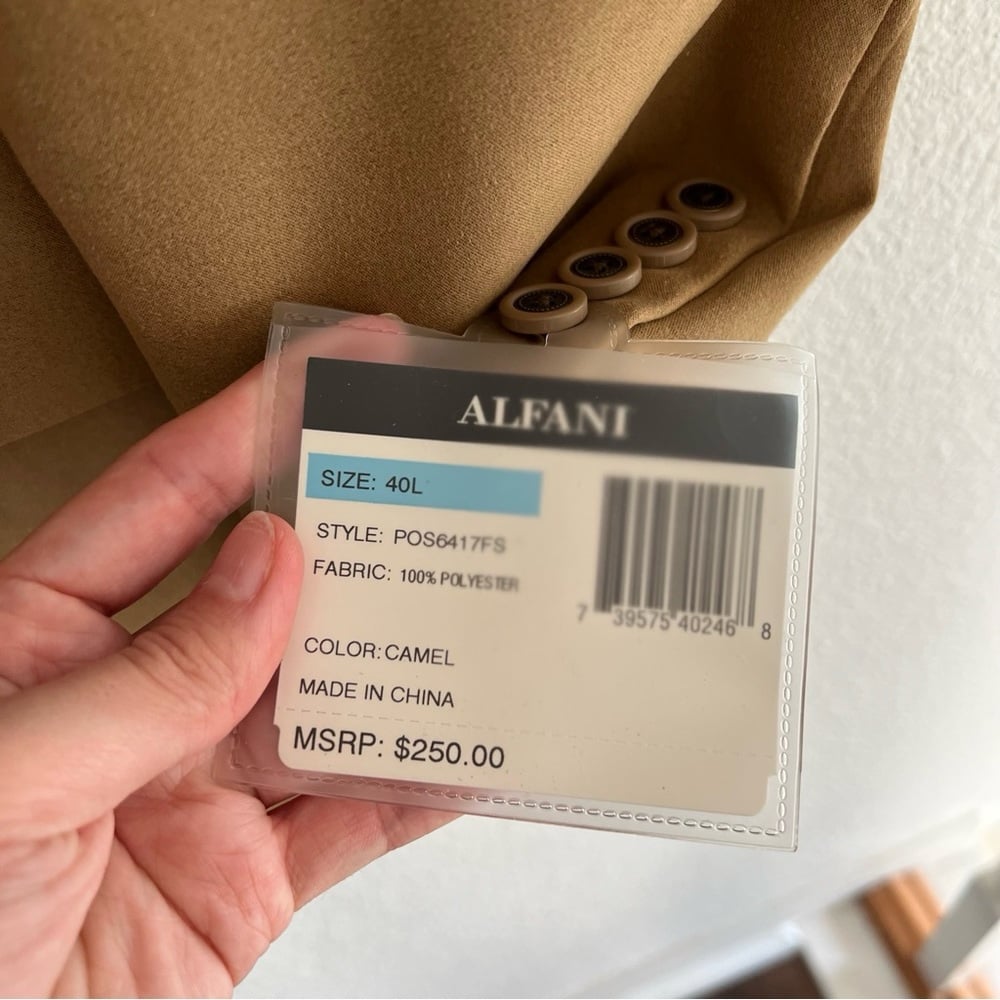 ALFANI
SIZE: 40L
STYLE: POS6417FS
FABRIC: 100% POLYESTER
7 39575 40246 8
COLOR: CAMEL
MADE IN CHINA
MSRP: $250.00